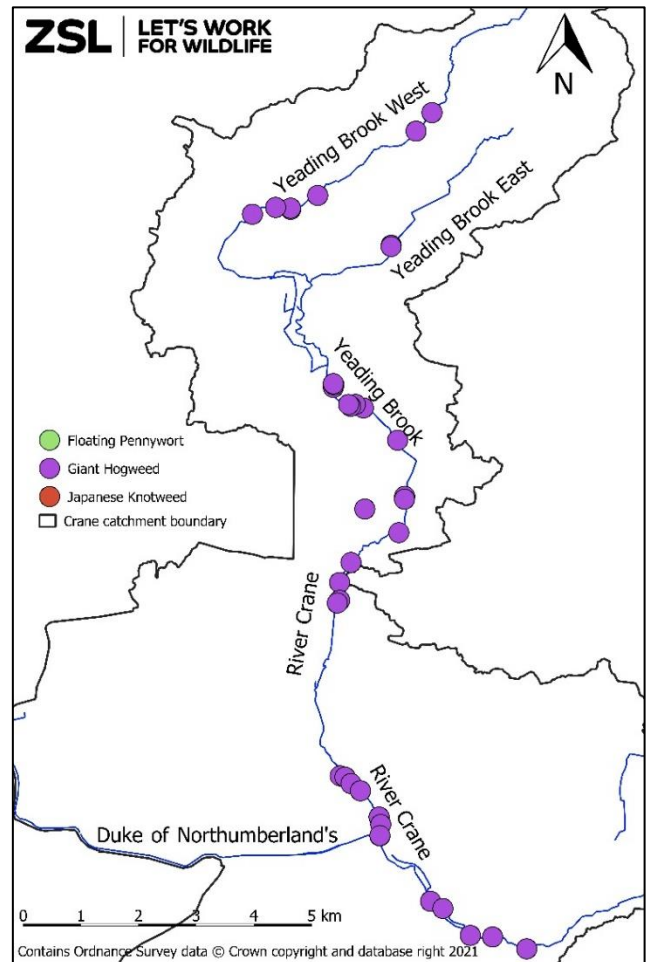 ZSL LET'S WORK
FOR WILDLIFE
N
Yeading Brook West
Yeading Brook East
Yeading Brook
Floating Pennywort
Giant Hogweed
Japanese Knotweed
Crane catchment boundary
River Crane
River Crane
Duke of Northumberland's
0 1 2 3 4 5 km
Contains Ordnance Survey data © Crown copyright and database right 2021